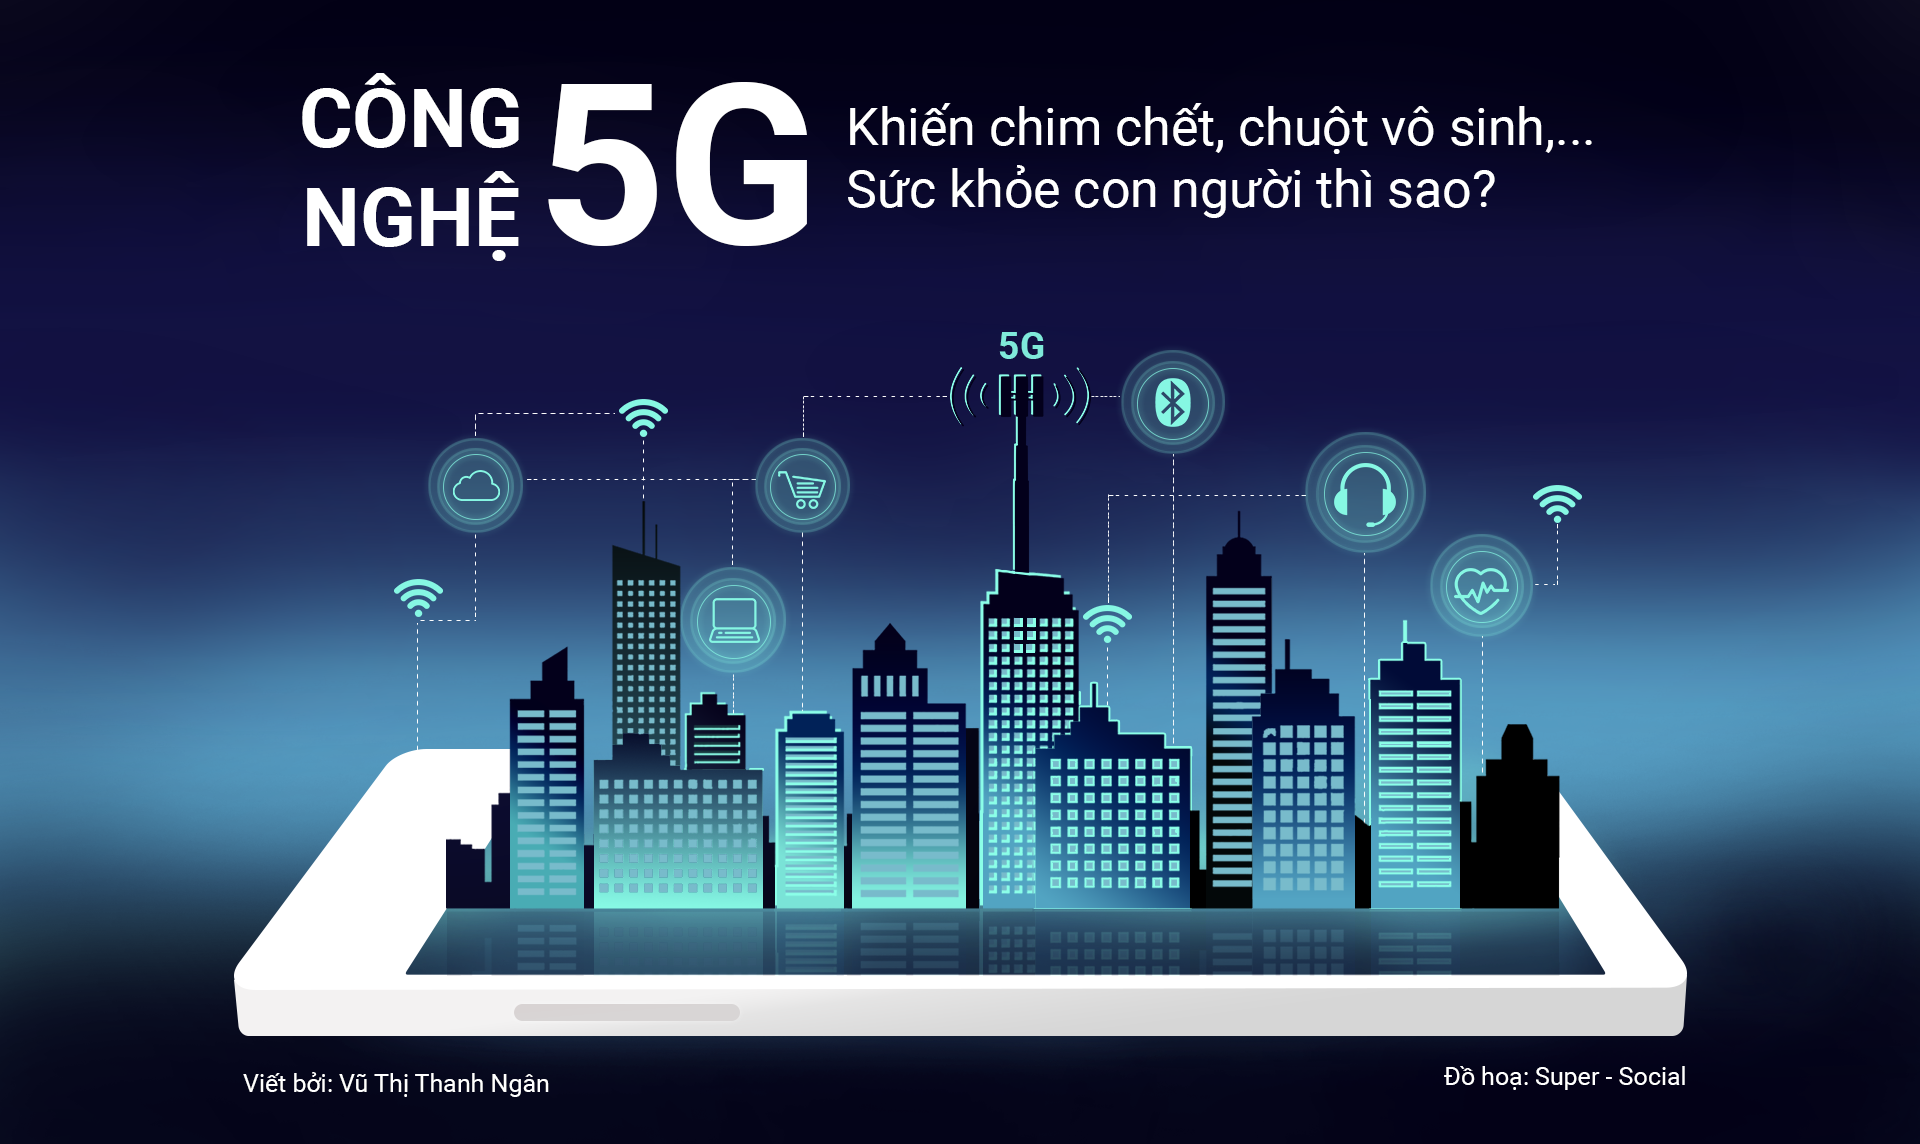 CÔNG
NGHỆ
5G
Khiến chim chết, chuột vô sinh,...
Sức khỏe con người thì sao?
5G
Viết bởi: Vũ Thị Thanh Ngân
Đồ hoạ: Super - Social